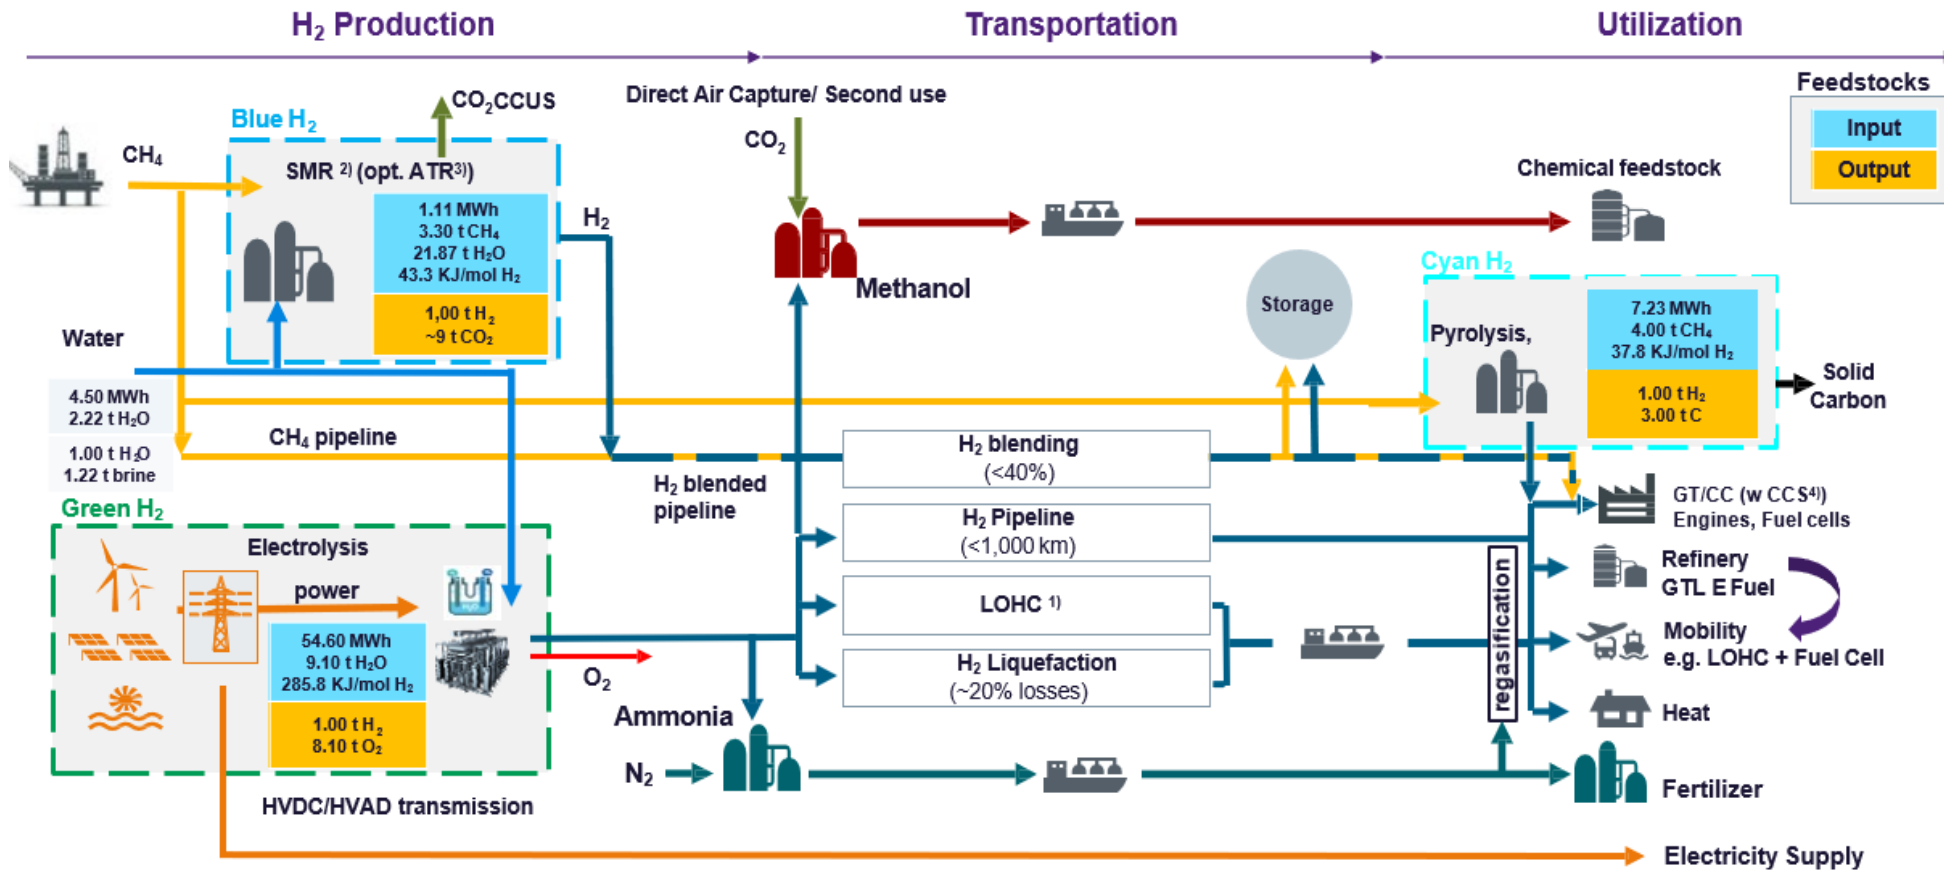 H₂ Production
Transportation
Utilization
Feedstocks
Input
Output
CO₂CCUS
Blue H₂
CH₄
SMR ²⁾ (opt. ATR³⁾)
1.11 MWh
3.30 t CH₄
21.87 t H₂O
43.3 KJ/mol H₂
1,00 t H₂
~9 t CO₂
H₂
Direct Air Capture/ Second use
CO₂
Methanol
Chemical feedstock
Storage
Cyan H₂
Pyrolysis,
7.23 MWh
4.00 t CH₄
37.8 KJ/mol H₂
1.00 t H₂
3.00 t C
Solid
Carbon
Water
4.50 MWh
2.22 t H₂O
1.00 t H₂O
1.22 t brine
CH₄ pipeline
H₂ blended
pipeline
H₂ blending
(<40%)
H₂ Pipeline
(<1,000 km)
LOHC ¹⁾
H₂ Liquefaction
(~20% losses)
regasification
GT/CC (w CCS⁴⁾)
Engines, Fuel cells
Refinery
GTL E Fuel
Mobility
e.g. LOHC + Fuel Cell
Heat
Fertilizer
Green H₂
Electrolysis
power
H₂O
54.60 MWh
9.10 t H₂O
285.8 KJ/mol H₂
1.00 t H₂
8.10 t O₂
O₂
Ammonia
N₂
HVDC/HVAD transmission
Electricity Supply